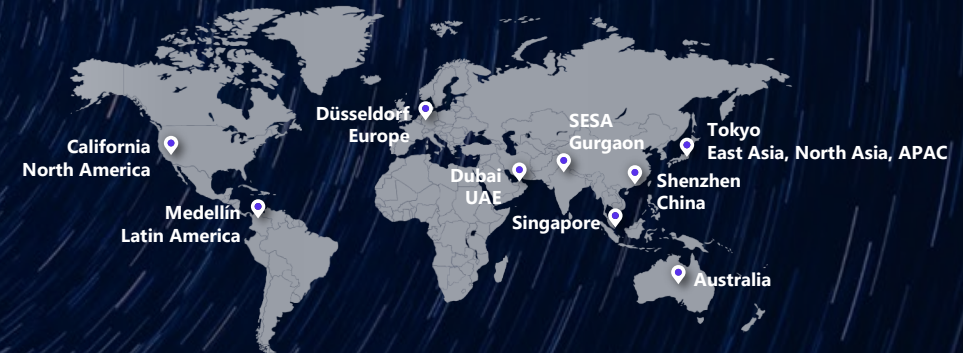 California
North America
Medellín
Latin America
Düsseldorf
Europe
Dubai
UAE
SESA
Gurgaon
Singapore
Tokyo
East Asia, North Asia, APAC
Shenzhen
China
Australia